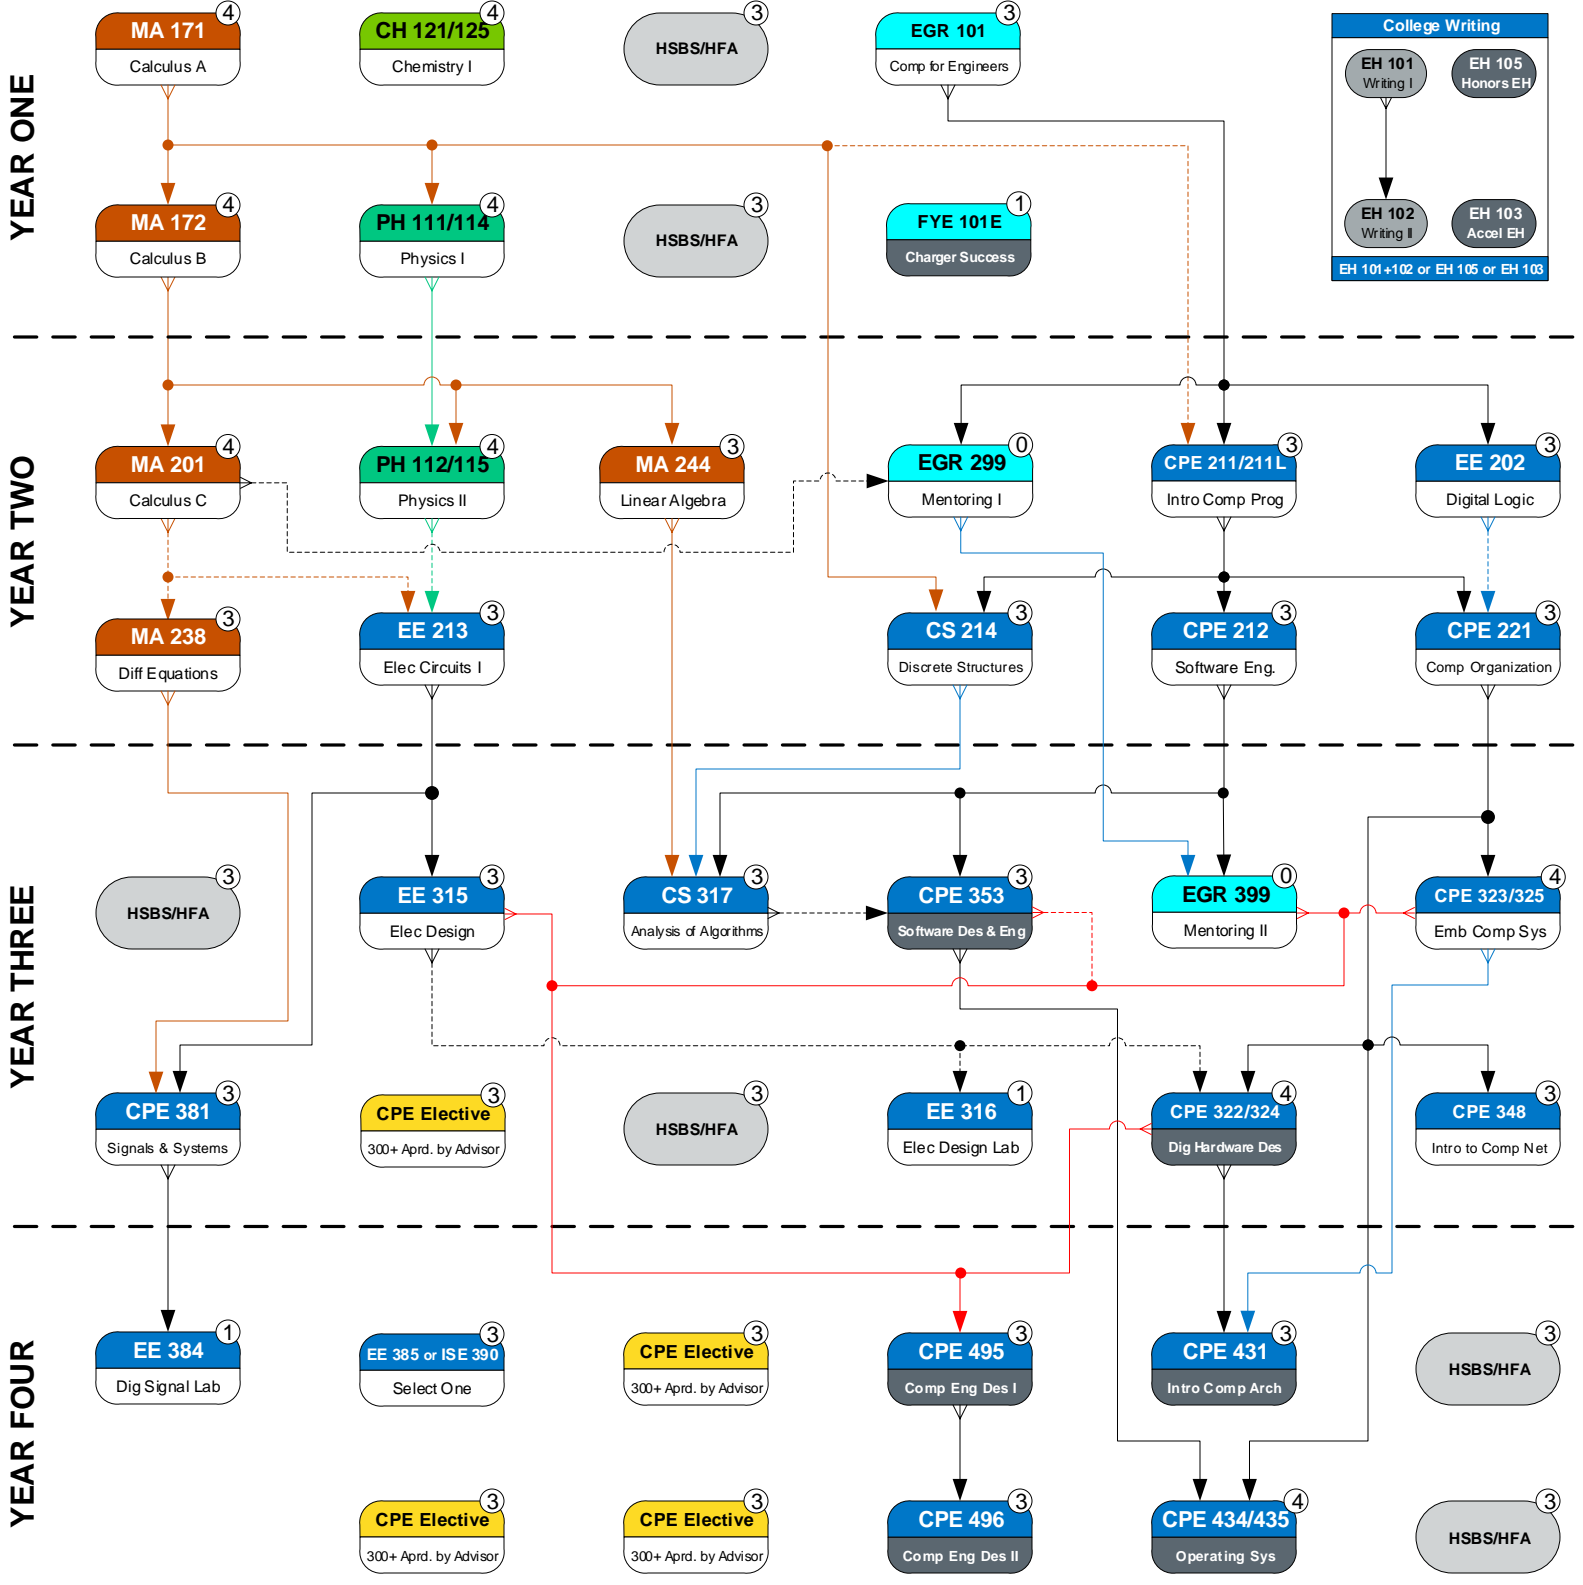 YEAR ONE
4
MA 171
Calculus A
4
CH 121/125
Chemistry I
3
HSBS/HFA
3
EGR 101
Comp for Engineers
College Writing
EH 101
Writing I
EH 105
Honors EH
EH 102
Writing II
EH 103
Accel EH
EH 101+102 or EH 105 or EH 103
4
MA 172
Calculus B
4
PH 111/114
Physics I
3
HSBS/HFA
1
FYE 101E
Charger Success
YEAR TWO
4
MA 201
Calculus C
4
PH 112/115
Physics II
3
MA 244
Linear Algebra
0
EGR 299
Mentoring I
3
CPE 211/211L
Intro Comp Prog
3
EE 202
Digital Logic
3
MA 238
Diff Equations
3
EE 213
Elec Circuits I
3
CS 214
Discrete Structures
3
CPE 212
Software Eng.
3
CPE 221
Comp Organization
YEAR THREE
3
HSBS/HFA
3
EE 315
Elec Design
3
CS 317
Analysis of Algorithms
3
CPE 353
Software Des & Eng
0
EGR 399
Mentoring II
4
CPE 323/325
Emb Comp Sys
3
CPE 381
Signals & Systems
3
CPE Elective
300+ Aprd. by Advisor
3
HSBS/HFA
1
EE 316
Elec Design Lab
4
CPE 322/324
Dig Hardware Des
3
CPE 348
Intro to Comp Net
YEAR FOUR
1
EE 384
Dig Signal Lab
3
EE 385 or ISE 390
Select One
3
CPE Elective
300+ Aprd. by Advisor
3
CPE 495
Comp Eng Des I
3
CPE 431
Intro Comp Arch
3
HSBS/HFA
3
CPE Elective
300+ Aprd. by Advisor
3
CPE Elective
300+ Aprd. by Advisor
3
CPE 496
Comp Eng Des II
4
CPE 434/435
Operating Sys
3
HSBS/HFA